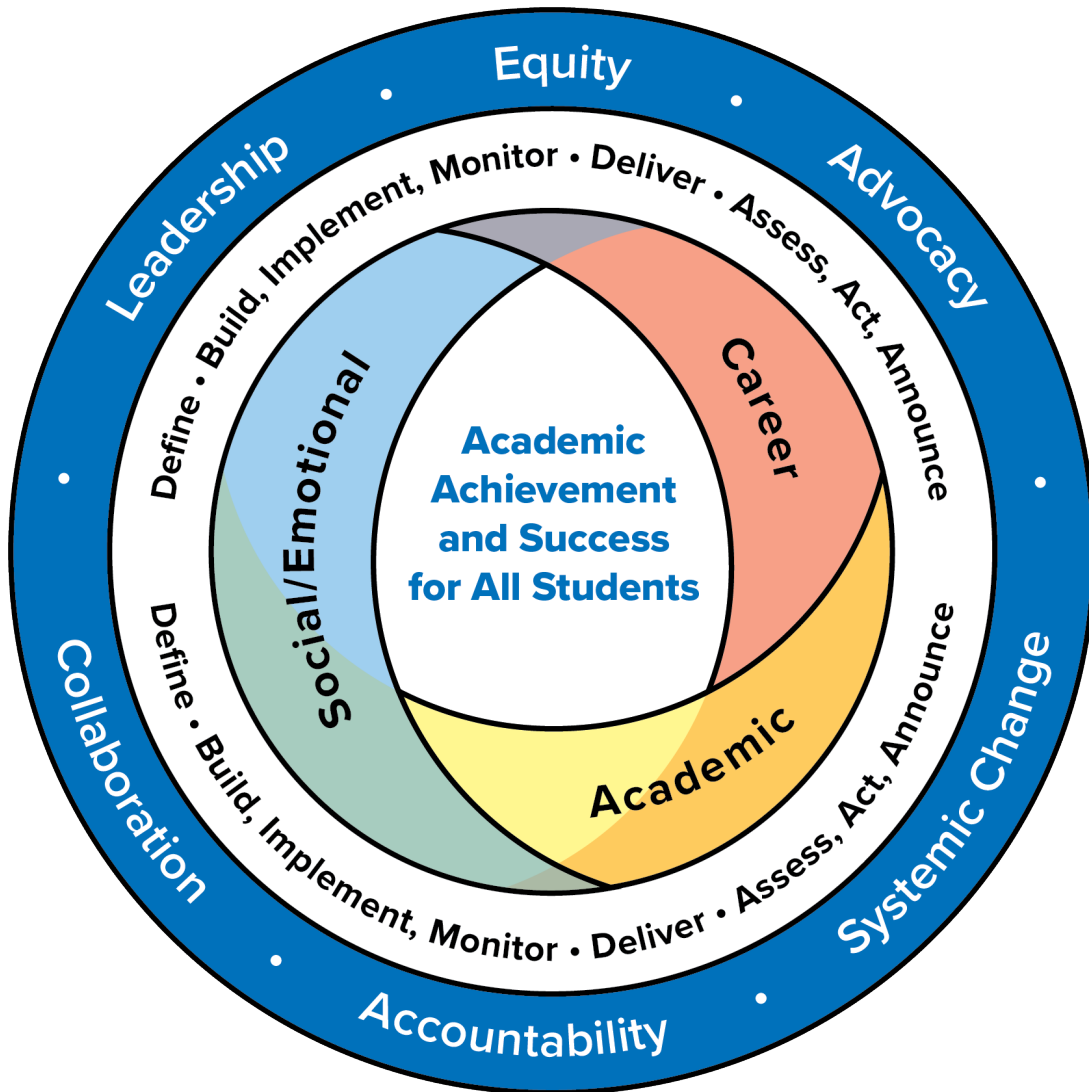 Equity
Advocacy
Systemic Change
Accountability
Collaboration
Leadership
Define • Build, Implement, Monitor • Deliver • Assess, Act, Announce
Social/Emotional
Career
Academic
Academic
Achievement
and Success
for All Students
Define • Build, Implement, Monitor • Deliver • Assess, Act, Announce